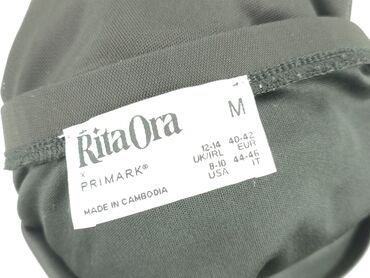 Rita Ora
x
PRIMARK®
MADE IN CAMBODIA
M
12-14 40-42
UK/IRL EUR
8-10 44-46
USA IT